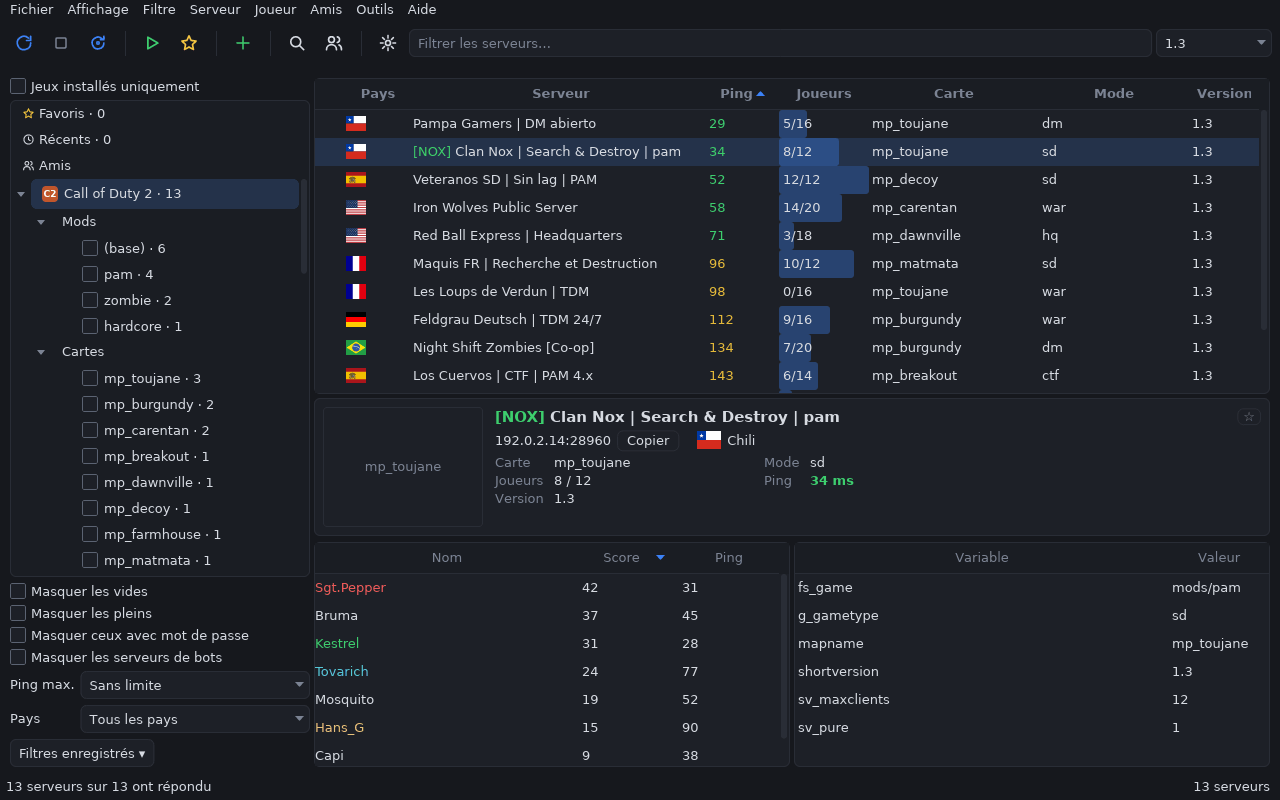 Fichier Affichage Filtre Serveur Joueur Amis Outils Aide
Filtrer les serveurs... 1.3
Jeux installés uniquement
Favoris · 0
Récents · 0
Amis
C2 Call of Duty 2 · 13
Mods
(base) · 6
pam · 4
zombie · 2
hardcore · 1
Cartes
mp_toujane · 3
mp_burgundy · 2
mp_carentan · 2
mp_breakout · 1
mp_dawnville · 1
mp_decoy · 1
mp_farmhouse · 1
mp_matmata · 1
Masquer les vides
Masquer les pleins
Masquer ceux avec mot de passe
Masquer les serveurs de bots
Ping max. Sans limite
Pays Tous les pays
Filtres enregistrés ▾
Pays Serveur Ping Joueurs Carte Mode Version
Pampa Gamers | DM abierto 29 5/16 mp_toujane dm 1.3
[NOX] Clan Nox | Search & Destroy | pam 34 8/12 mp_toujane sd 1.3
Veteranos SD | Sin lag | PAM 52 12/12 mp_decoy sd 1.3
Iron Wolves Public Server 58 14/20 mp_carentan war 1.3
Red Ball Express | Headquarters 71 3/18 mp_dawnville hq 1.3
Maquis FR | Recherche et Destruction 96 10/12 mp_matmata sd 1.3
Les Loups de Verdun | TDM 98 0/16 mp_toujane war 1.3
Feldgrau Deutsch | TDM 24/7 112 9/16 mp_burgundy war 1.3
Night Shift Zombies [Co-op] 134 7/20 mp_burgundy dm 1.3
Los Cuervos | CTF | PAM 4.x 143 6/14 mp_breakout ctf 1.3
mp_toujane
[NOX] Clan Nox | Search & Destroy | pam
192.0.2.14:28960 Copier Chili
Carte mp_toujane Mode sd
Joueurs 8 / 12 Ping 34 ms
Version 1.3
Nom Score Ping
Sgt.Pepper 42 31
Bruma 37 45
Kestrel 31 28
Tovarich 24 77
Mosquito 19 52
Hans_G 15 90
Capi 9 38
Variable Valeur
fs_game mods/pam
g_gametype sd
mapname mp_toujane
shortversion 1.3
sv_maxclients 12
sv_pure 1
13 serveurs sur 13 ont répondu 13 serveurs